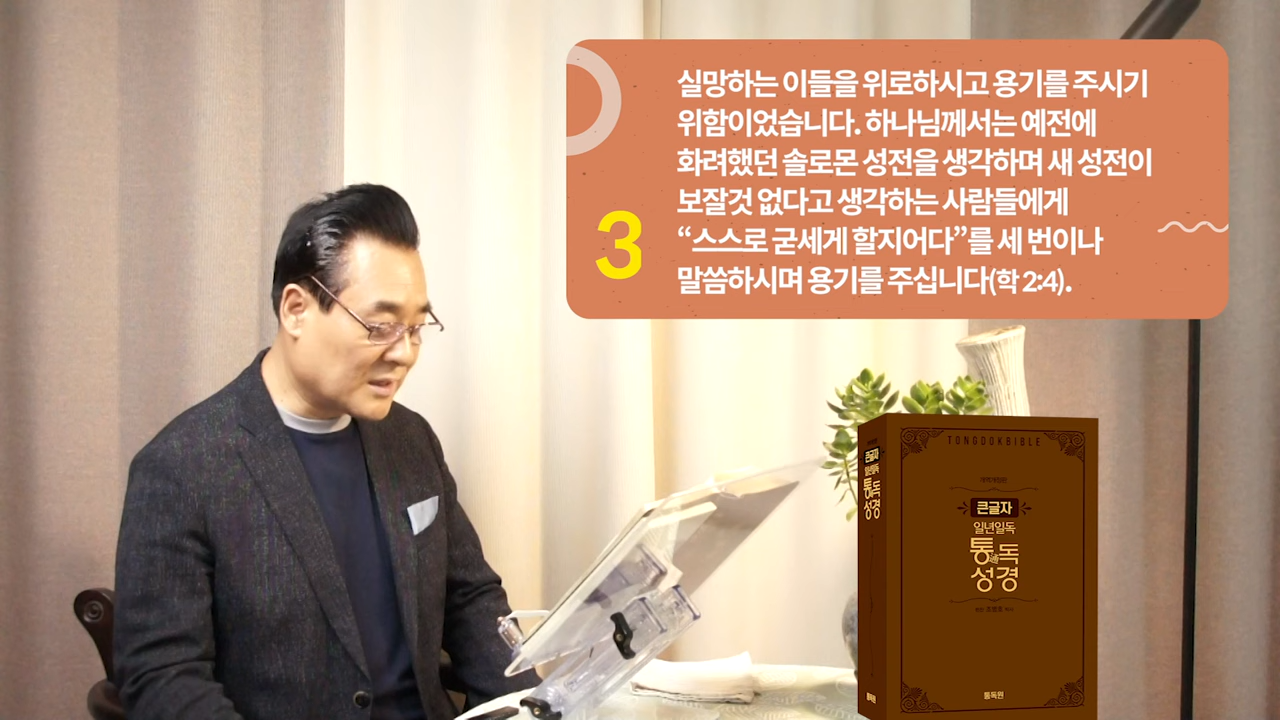 실망하는 이들을 위로하시고 용기를 주시기
위함이었습니다. 하나님께서는 예전에
화려했던 솔로몬 성전을 생각하며 새 성전이
보잘것 없다고 생각하는 사람들에게
“스스로 굳세게 할지어다”를 세 번이나
말씀하시며 용기를 주십니다(학 2:4).
3
TONGDOKBIBLE
큰글자
일년일독
통독
성경
통독원
큰글자
일년일독
통독
성경
통독원